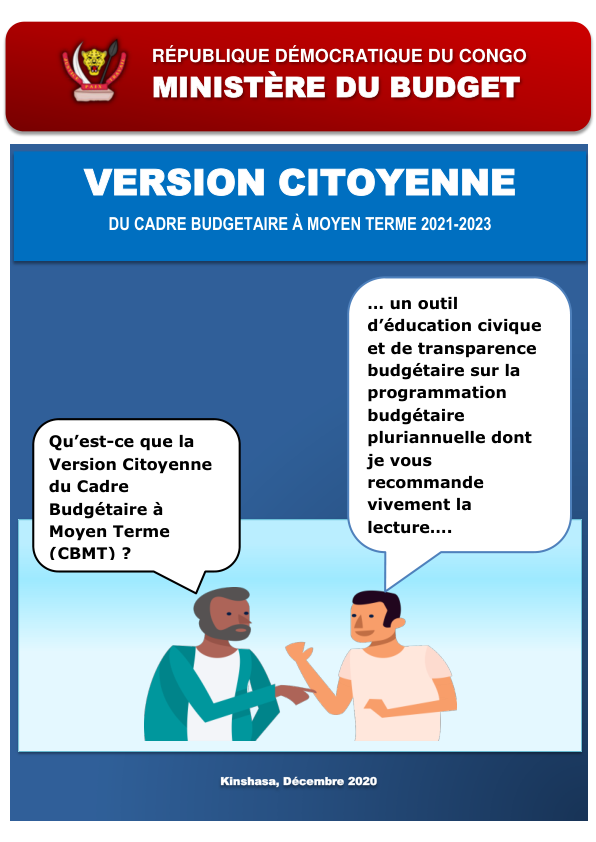 RÉPUBLIQUE DÉMOCRATIQUE DU CONGO
MINISTÈRE DU BUDGET
VERSION CITOYENNE
DU CADRE BUDGETAIRE À MOYEN TERME 2021-2023
… un outil
d’éducation civique
et de transparence
budgétaire sur la
programmation
budgétaire
pluriannuelle dont
je vous
recommande
vivement la
lecture….
Qu’est-ce que la
Version Citoyenne
du Cadre
Budgétaire à
Moyen Terme
(CBMT) ?
Kinshasa, Décembre 2020